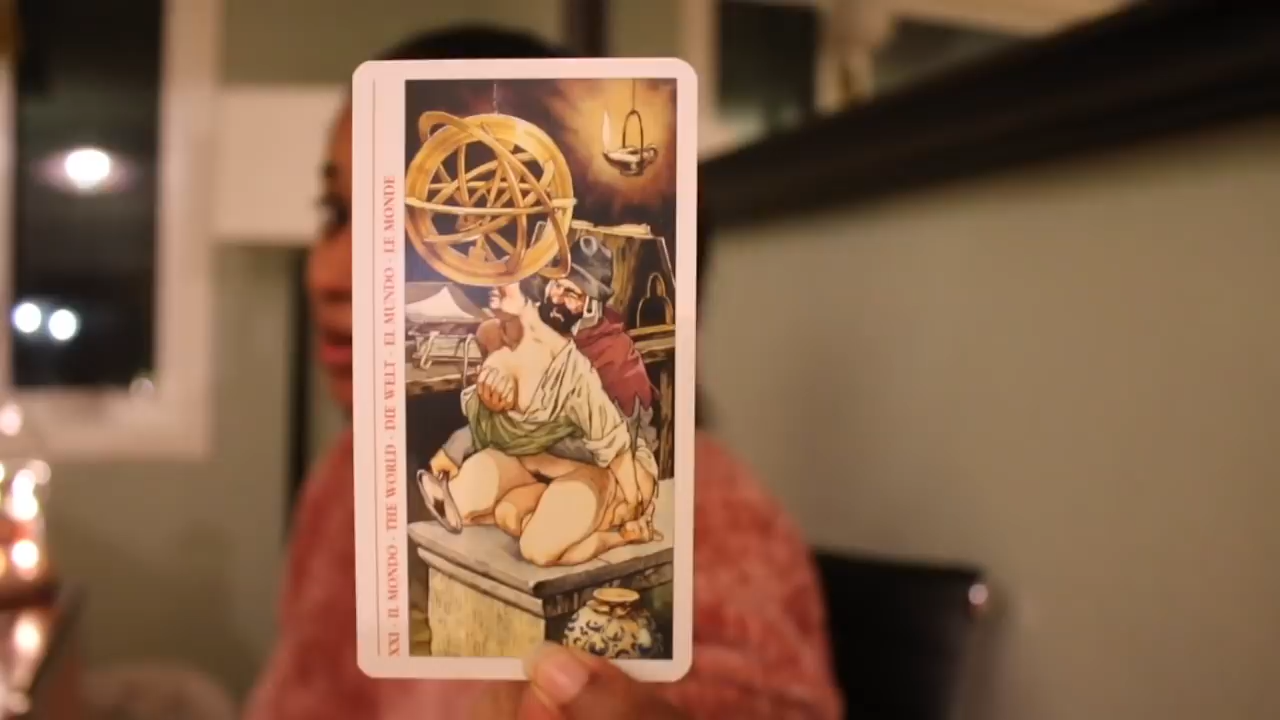 XXI - IL MONDO - THE WORLD - DIE WELT - EL MUNDO - LE MONDE